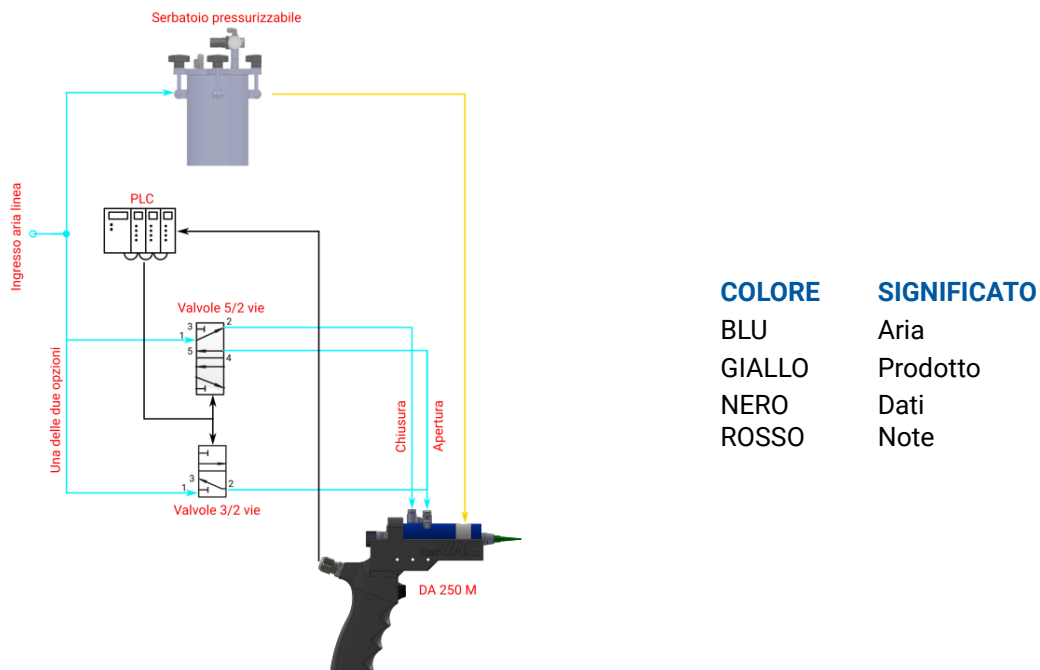 Serbatoio pressurizzabile
Ingresso aria linea
PLC
Valvole 5/2 vie
3
2
1
5
4
Una delle due opzioni
Chiusura
Apertura
3
1
2
Valvole 3/2 vie
DA 250 M
COLORE SIGNIFICATO
BLU Aria
GIALLO Prodotto
NERO Dati
ROSSO Note